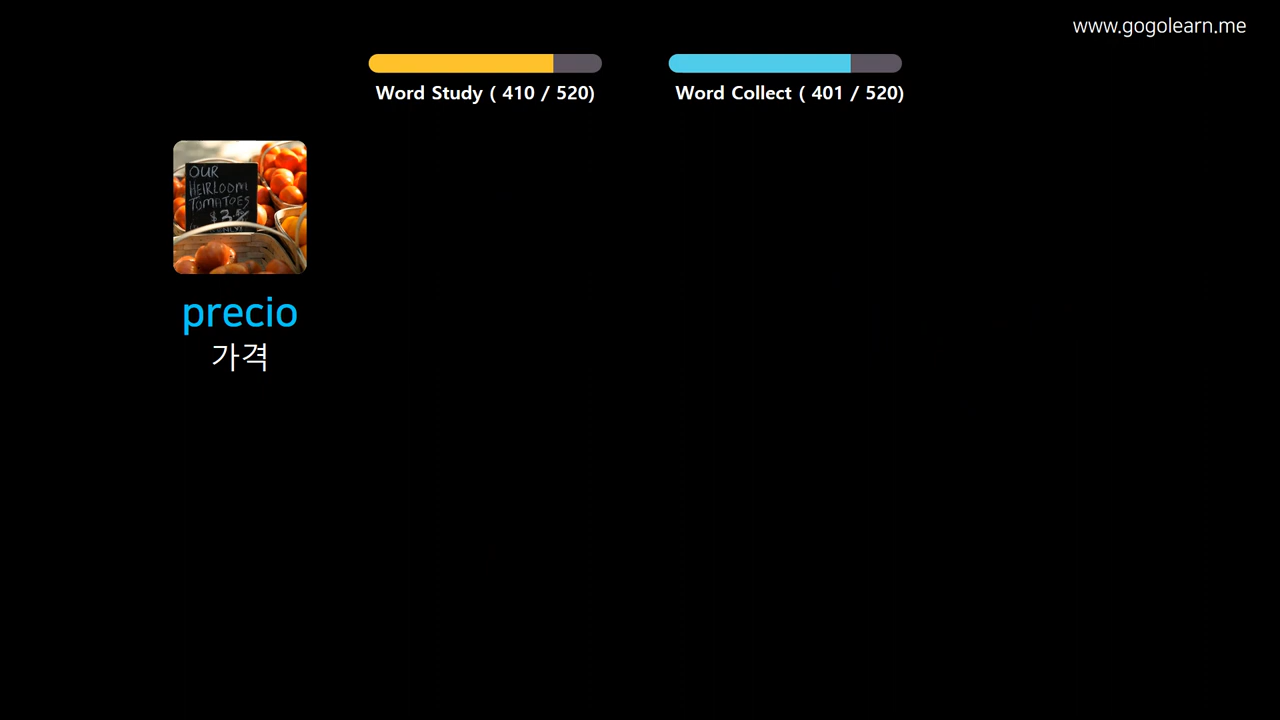 www.gogolearn.me
Word Study ( 410 / 520)
Word Collect ( 401 / 520)
OUR
HEIRLOOM
TOMATOES
precio
가격